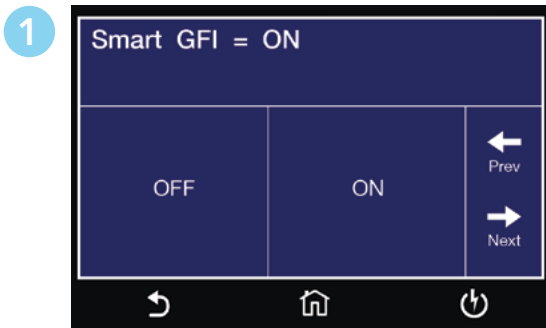 1
Smart GFI = ON
OFF
ON
Prev
Next